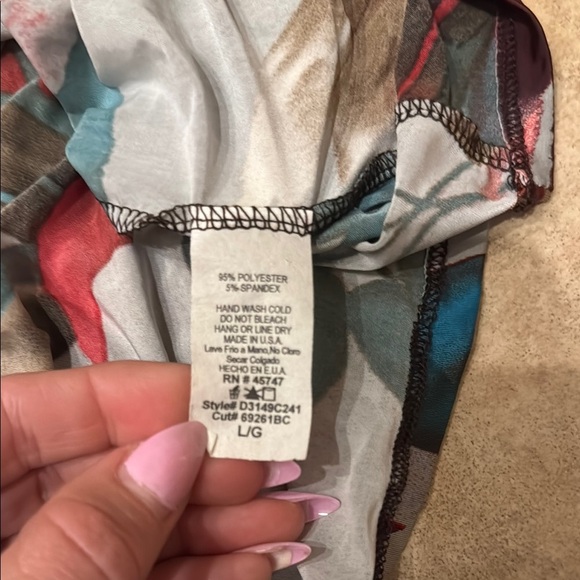 95% POLYESTER
5% SPANDEX
HAND WASH COLD
DO NOT BLEACH
HANG OR LINE DRY
MADE IN U.S.A.
Lave Frio a Mano,No Cloro
Secar Colgado
HECHO EN E.U.A.
RN # 45747
Style# D3149C241
Cut# 69261BC
L/G